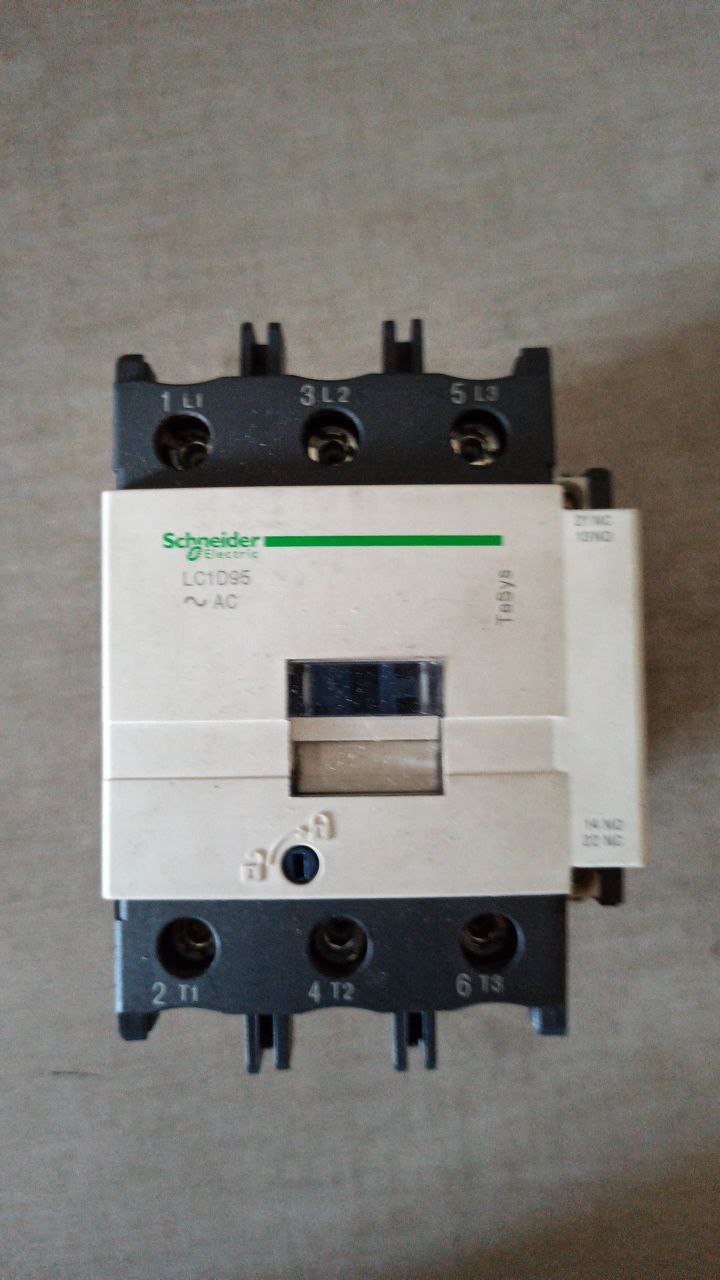 1 L1 3 L2 5 L3
Schneider
Electric
LC1D95
AC
TeSys
21 NC
13 NO
14 NO
22 NC
2 T1 4 T2 6 T3